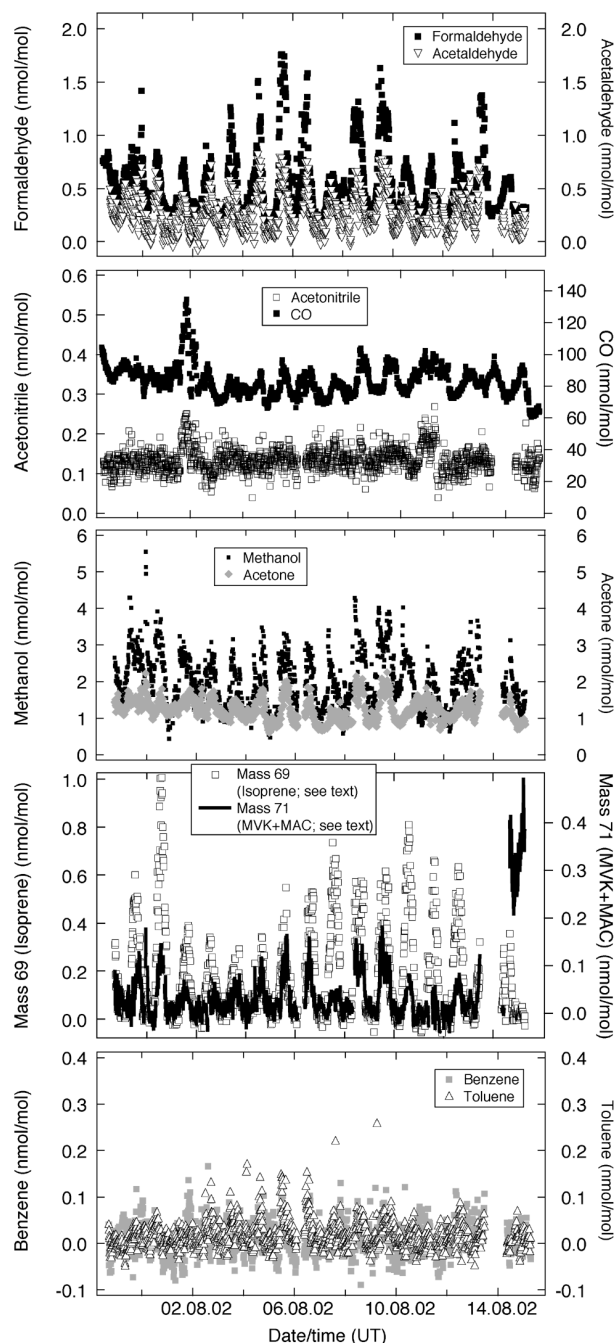 2.0
1.5
1.0
0.5
0.0
Formaldehyde (nmol/mol)
Formaldehyde
Acetaldehyde
2.0
1.5
1.0
0.5
0.0
Acetaldehyde (nmol/mol)
0.6
0.5
0.4
0.3
0.2
0.1
0.0
Acetonitrile (nmol/mol)
Acetonitrile
CO
140
120
100
80
60
40
20
CO (nmol/mol)
6
5
4
3
2
1
0
Methanol (nmol/mol)
Methanol
Acetone
6
5
4
3
2
1
0
Acetone (nmol/mol)
1.0
0.8
0.6
0.4
0.2
0.0
Mass 69 (Isoprene) (nmol/mol)
Mass 69
(Isoprene; see text)
Mass 71
(MVK+MAC; see text)
0.4
0.3
0.2
0.1
0.0
Mass 71 (MVK+MAC)
(nmol/mol)
0.4
0.3
0.2
0.1
0.0
-0.1
Benzene (nmol/mol)
Benzene
Toluene
0.4
0.3
0.2
0.1
0.0
-0.1
Toluene (nmol/mol)
02.08.02 06.08.02 10.08.02 14.08.02
Date/time (UT)